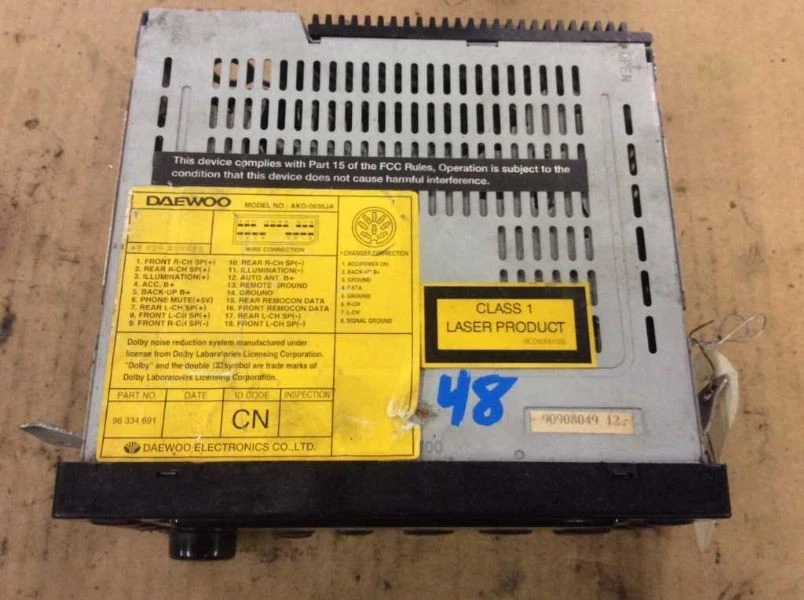 OPEN
This device complies with Part 15 of the FCC Rules, Operation is subject to the
condition that this device does not cause harmful interference.
DAEWOO
MODEL NO : AKD-0636JA
WIRE CONNECTION
1. FRONT R-CH SP(+)
2. REAR R-CH SP(+)
3. ILLUMINATION(+)
4. ACC. B+
5. BACK-UP B+
6. PHONE MUTE(+5V)
7. REAR L-CH SP(+)
8. FRONT L-CH SP(+)
9. FRONT R-CH SP(-)
10. REAR R-CH SP(-)
11. ILLUMINATION(-)
12. AUTO ANT. B+
13. REMOTE GROUND
14. GROUND
15. REAR REMOCON DATA
16. FRONT REMOCON DATA
17. REAR L-CH SP(-)
18. FRONT L-CH SP(-)
• CHANGER CONNECTION
1. ACC(POWER ON)
2. BACK-UP B+
3. GROUND
4. DATA
5. GROUND
6. R-CH
7. L-CH
8. SIGNAL GROUND
Dolby noise reduction system manufactured under
license from Dolby Laboratories Licensing Corporation.
"Dolby" and the double DD symbol are trade marks of
Dolby Laboratories Licensing Corporation.
PART NO. DATE ID CODE INSPECTION
96 334 691 CN
DAEWOO ELECTRONICS CO., LTD.
CLASS 1
LASER PRODUCT
48
90908049 12